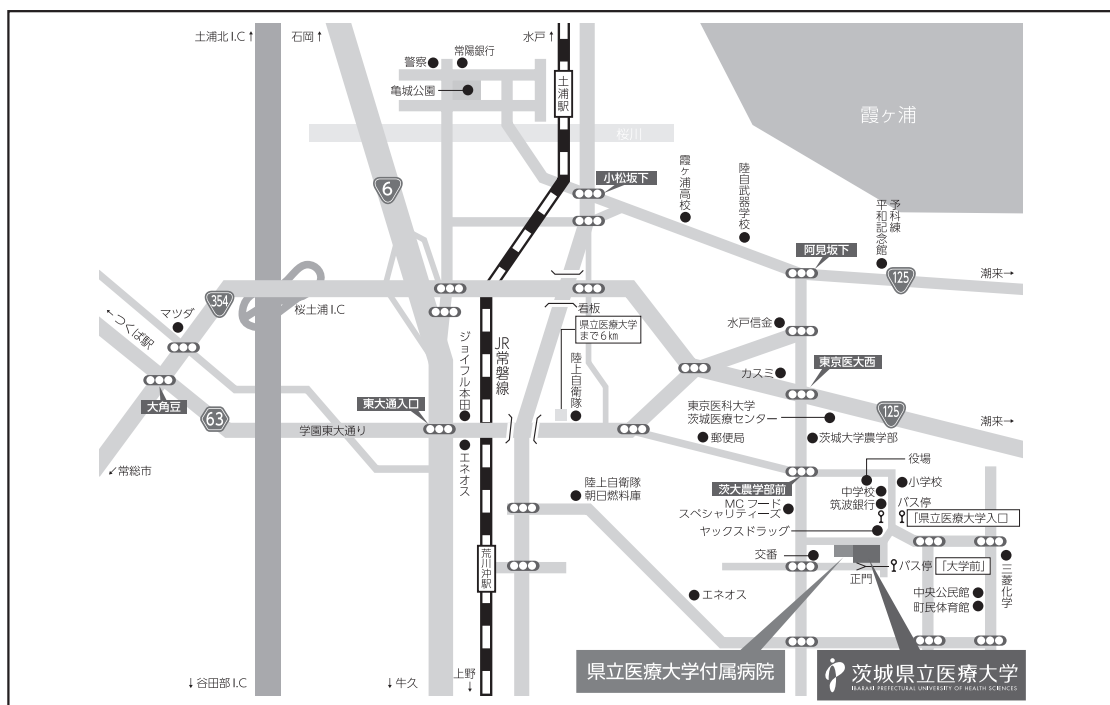 土浦北I.C↑
石岡↑
水戸↑
常陽銀行
警察
亀城公園
土浦駅
霞ヶ浦
桜川
6
小松坂下
霞ヶ浦高校
陸自武器学校
予科練
平和記念館
阿見坂下
125
潮来→
354
桜土浦I.C
マツダ
←つくば駅
看板
県立医療大学
まで6km
水戸信金
JR常磐線
ジョイフル本田
陸上自衛隊
カスミ
東京医大西
大角豆
63
東大通入口
学園東大通り
東京医科大学
茨城医療センター
125
潮来→
郵便局
茨城大学農学部
↙常総市
エネオス
役場
陸上自衛隊
朝日燃料庫
茨大農学部前
小学校
中学校
MCフード
スペシャリティーズ
筑波銀行
バス停
「県立医療大学入口
ヤックスドラッグ
荒川沖駅
交番
正門
バス停
「大学前」
三菱化学
エネオス
中央公民館
町民体育館
県立医療大学付属病院
茨城県立医療大学
IBARAKI PREFECTURAL UNIVERSITY OF HEALTH SCIENCES
↓谷田部I.C
↓牛久
上野
↓